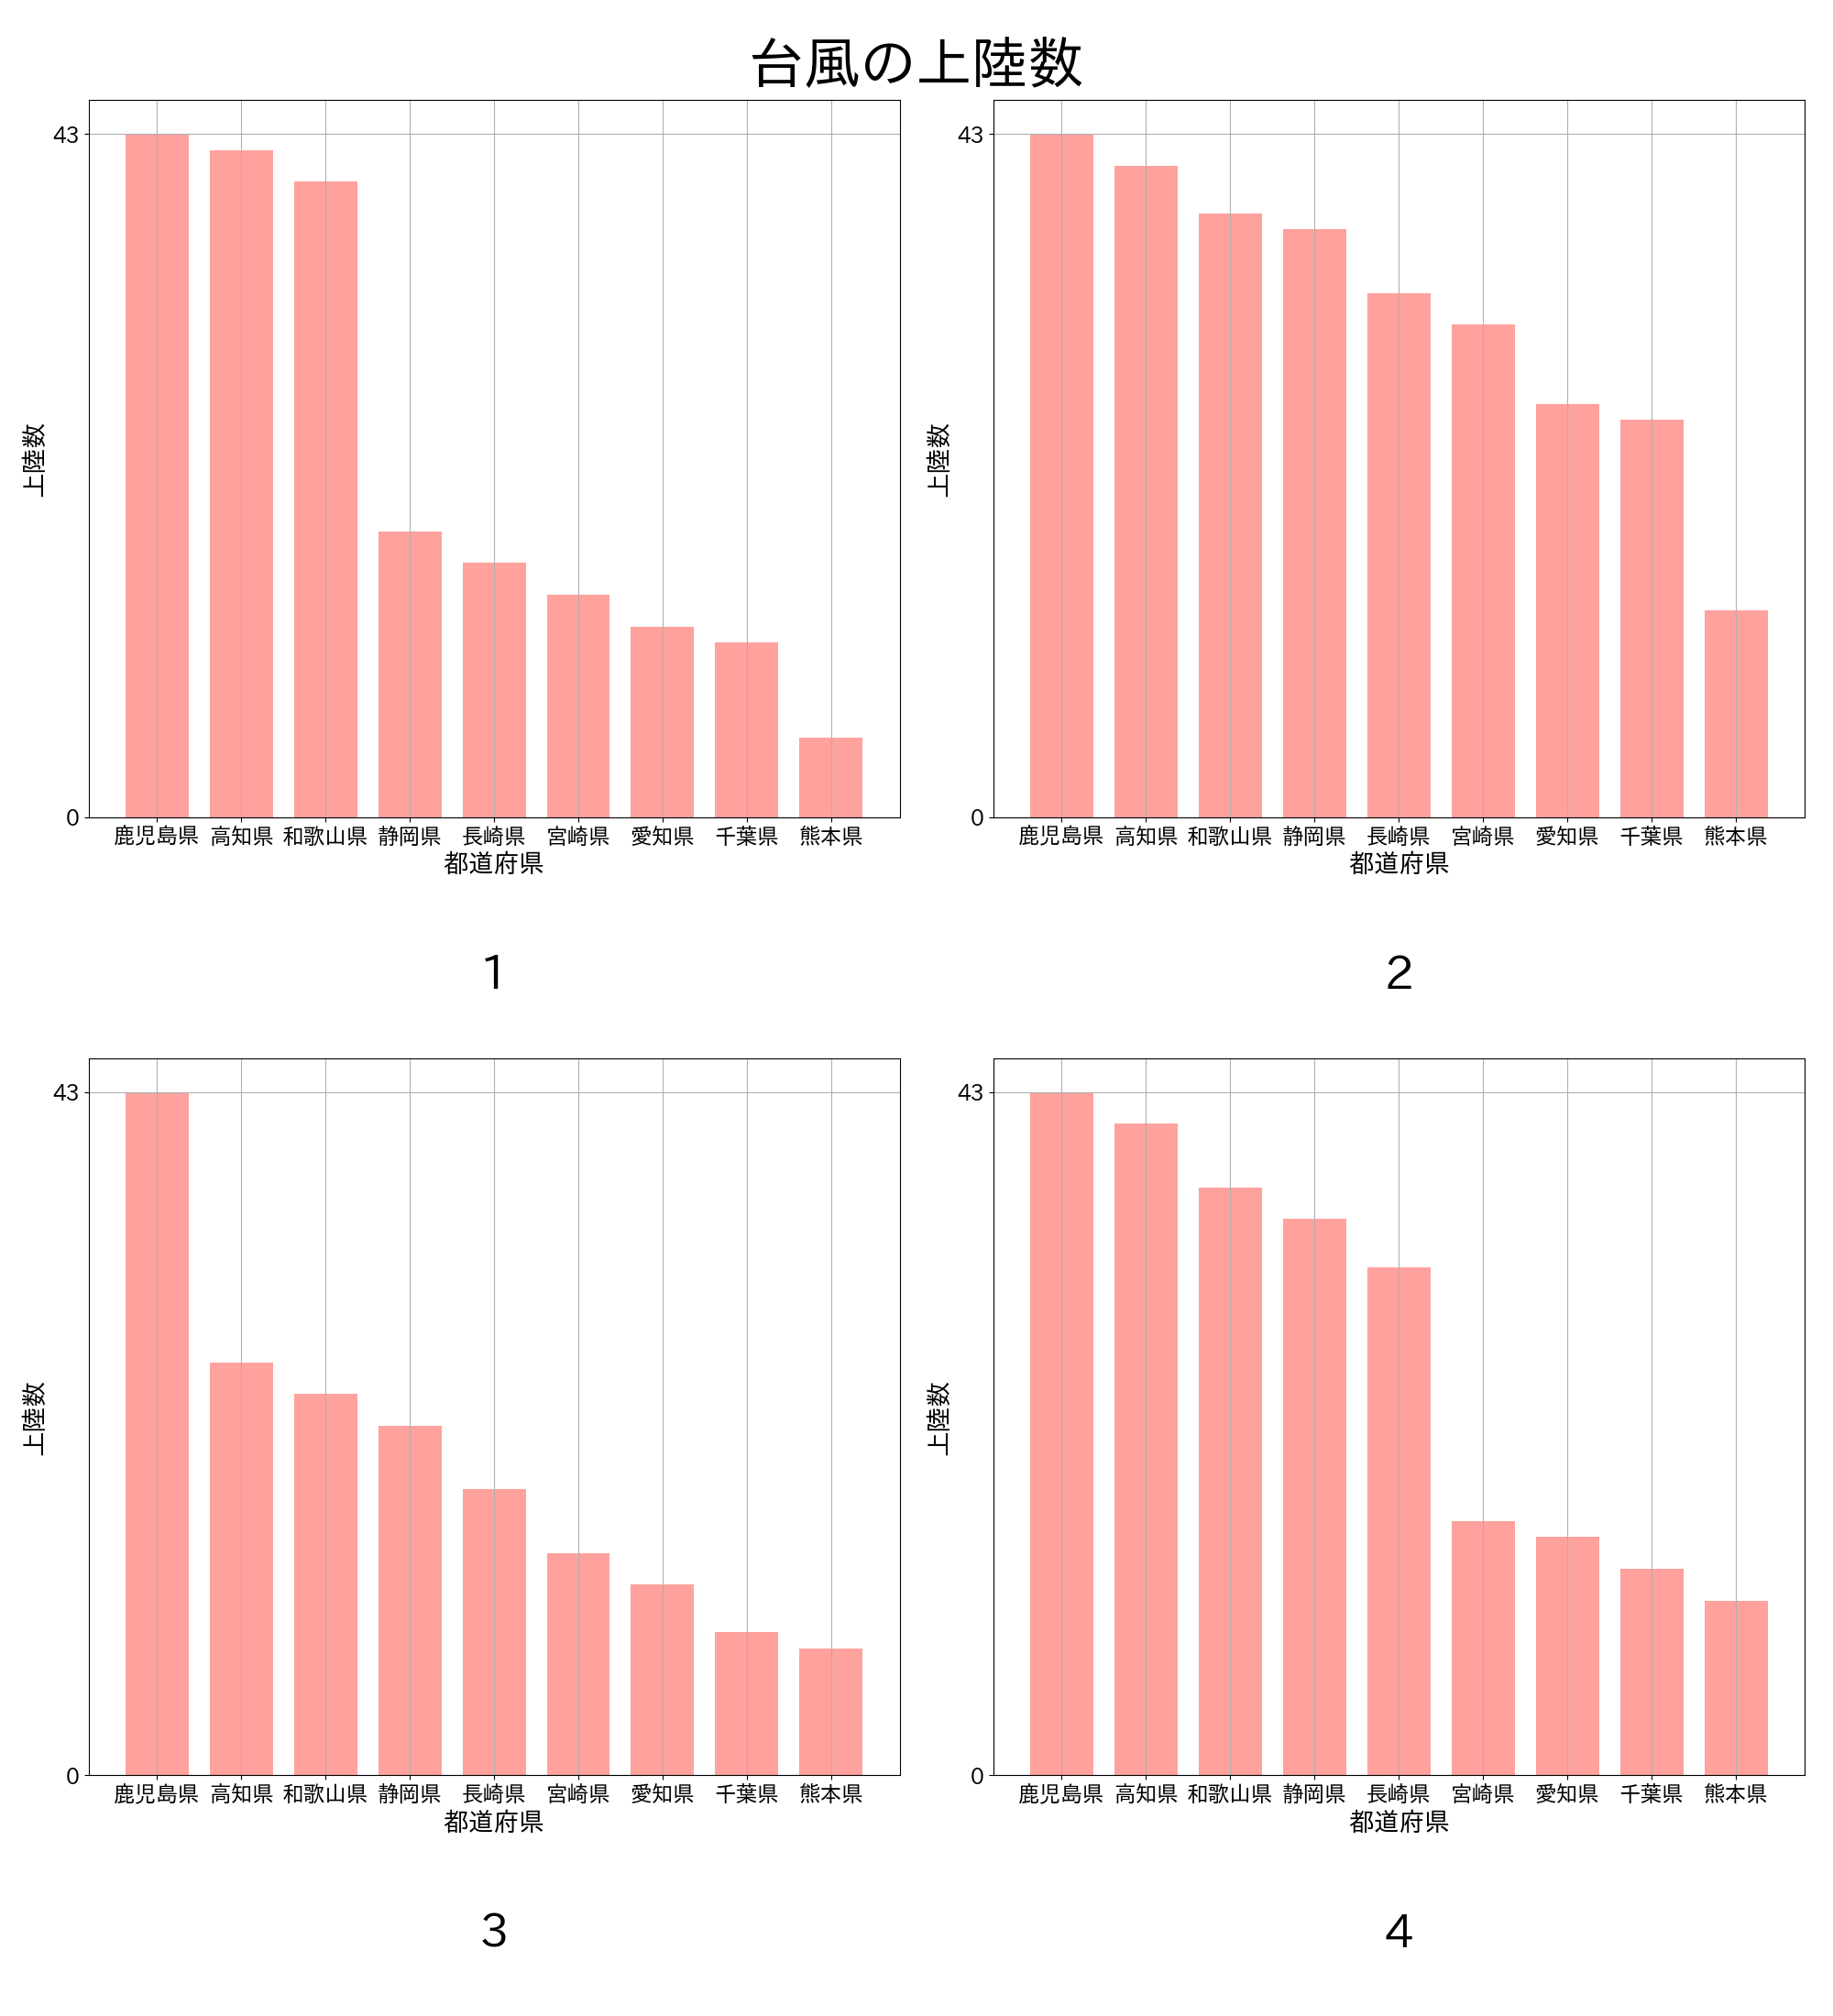 台風の上陸数
43
0
上陸数
鹿児島県 高知県 和歌山県 静岡県 長崎県 宮崎県 愛知県 千葉県 熊本県
都道府県
1
43
0
上陸数
鹿児島県 高知県 和歌山県 静岡県 長崎県 宮崎県 愛知県 千葉県 熊本県
都道府県
2
43
0
上陸数
鹿児島県 高知県 和歌山県 静岡県 長崎県 宮崎県 愛知県 千葉県 熊本県
都道府県
3
43
0
上陸数
鹿児島県 高知県 和歌山県 静岡県 長崎県 宮崎県 愛知県 千葉県 熊本県
都道府県
4